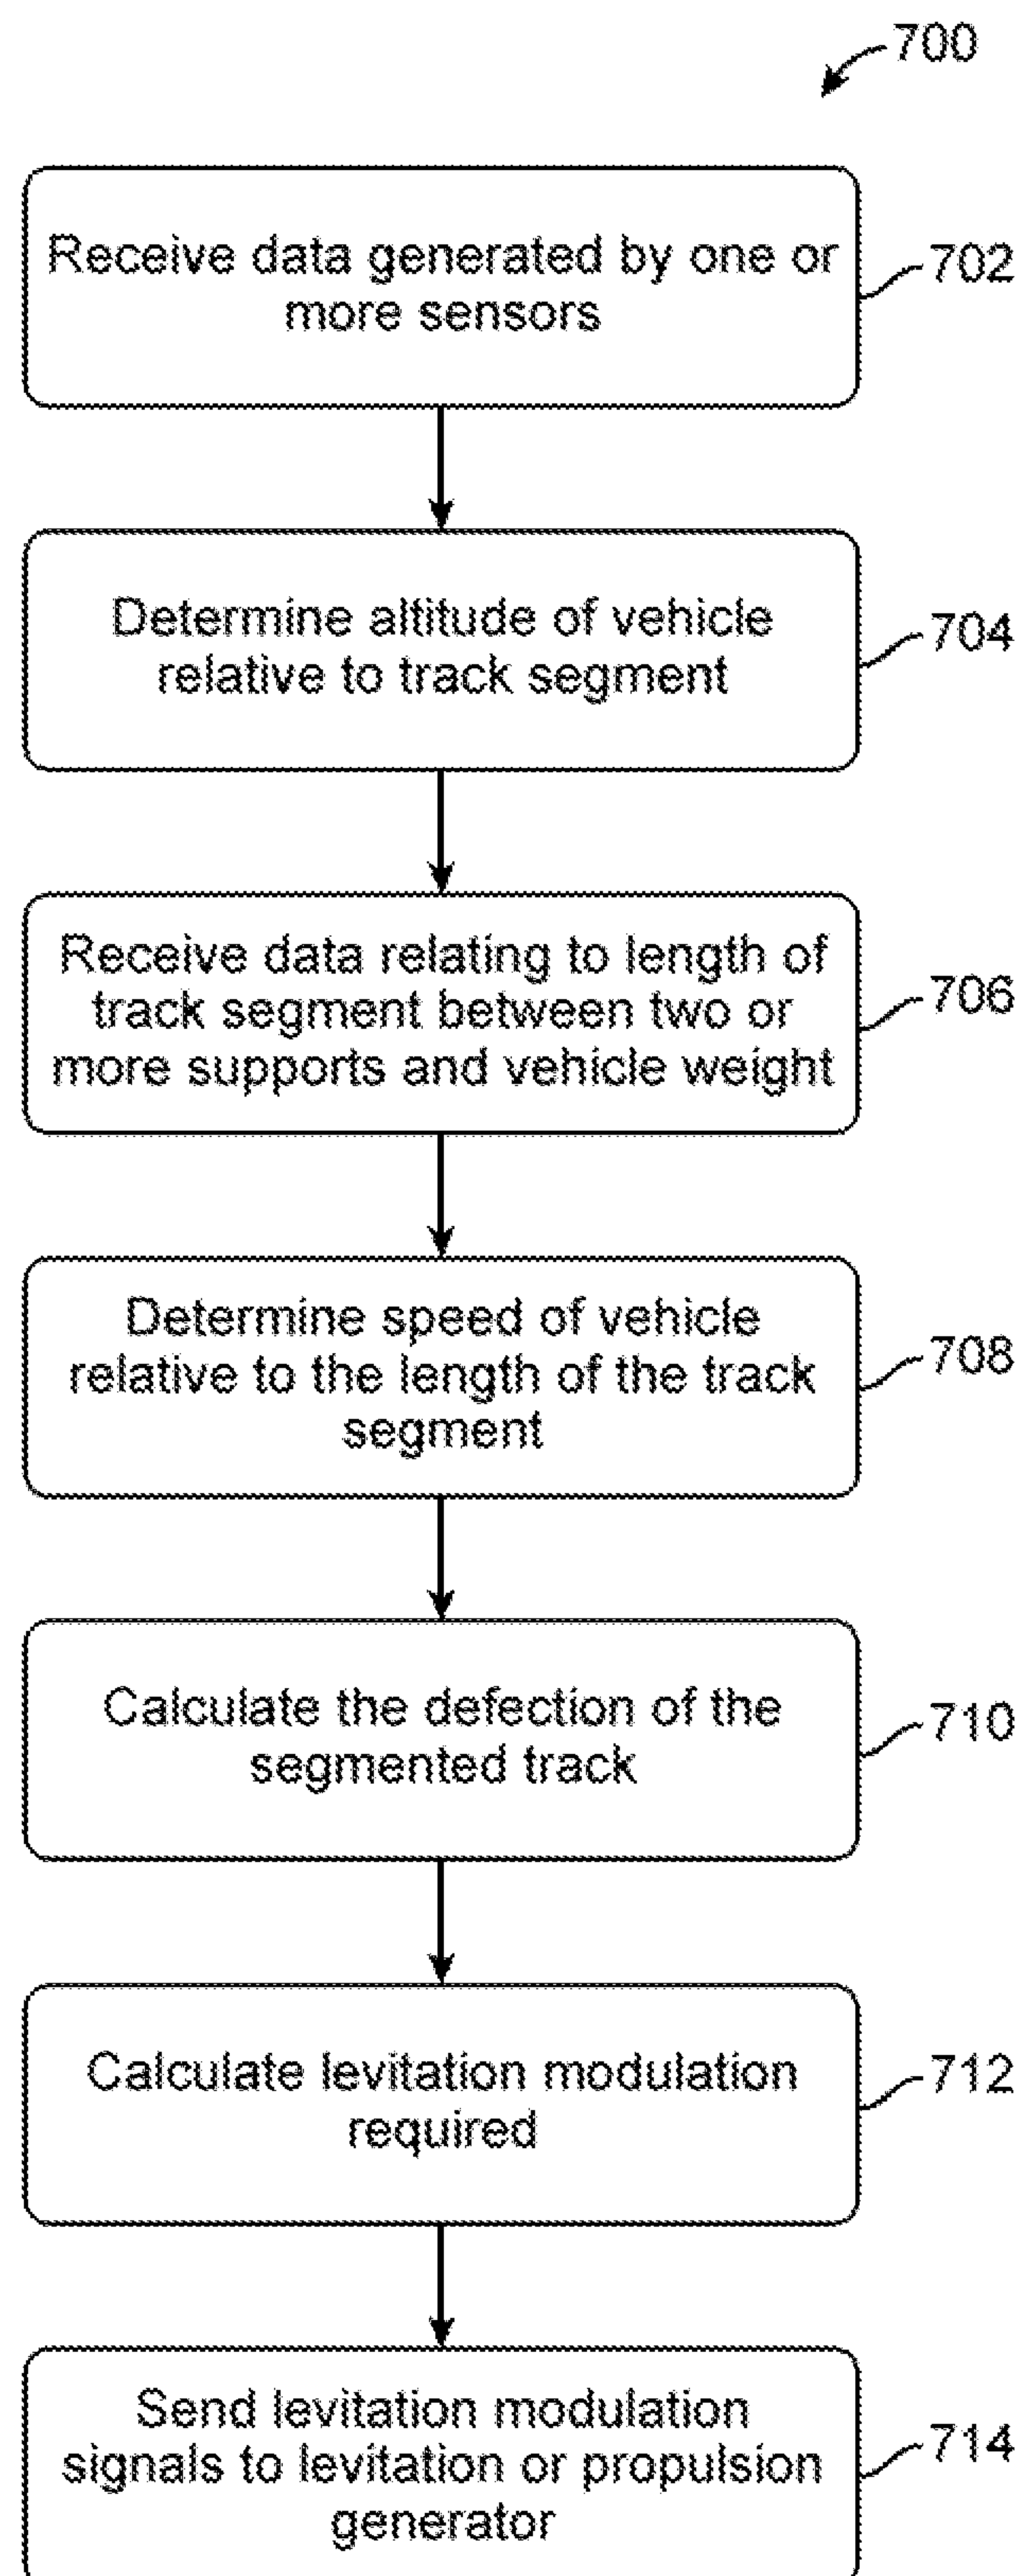 700
Receive data generated by one or
more sensors
702
Determine altitude of vehicle
relative to track segment
704
Receive data relating to length of
track segment between two or
more supports and vehicle weight
706
Determine speed of vehicle
relative to the length of the track
segment
708
Calculate the defection of the
segmented track
710
Calculate levitation modulation
required
712
Send levitation modulation
signals to levitation or propulsion
generator
714